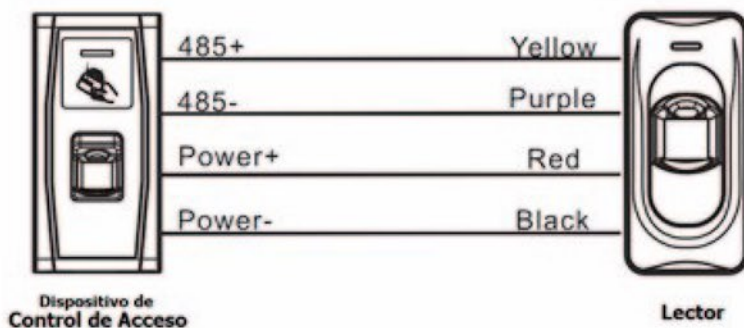 485+ Yellow
485- Purple
Power+ Red
Power- Black
Dispositivo de
Control de Acceso
Lector